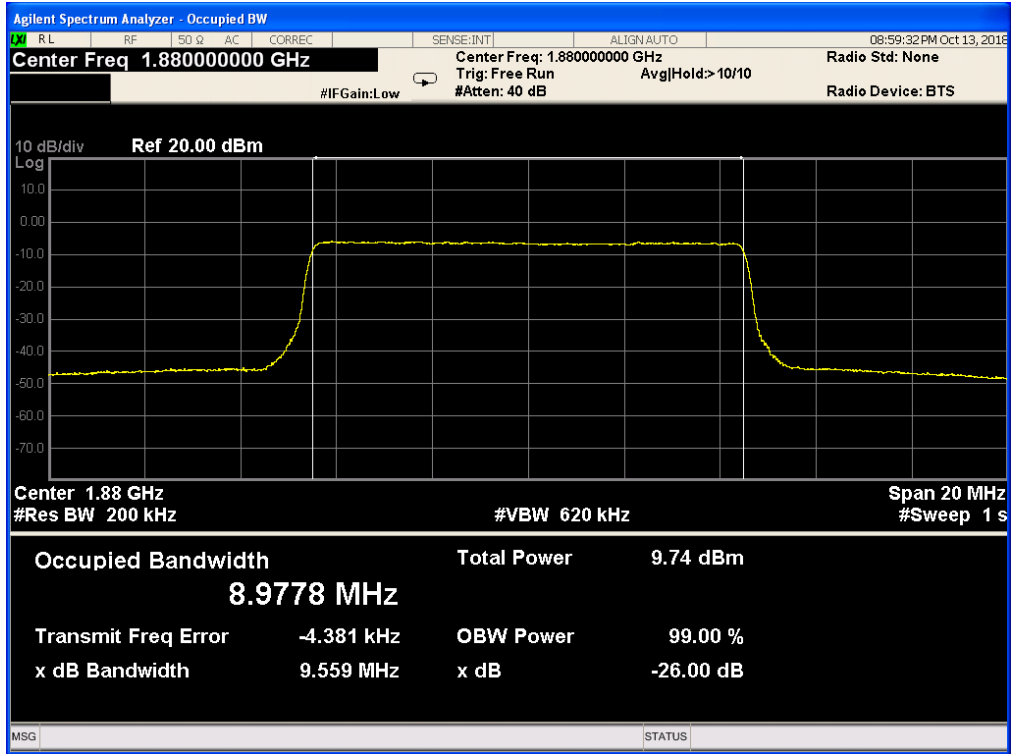 Agilent Spectrum Analyzer - Occupied BW
LXI RL RF 50 Ω AC CORREC SENSE:INT ALIGN AUTO 08:59:32 PM Oct 13, 2018
Center Freq 1.880000000 GHz Center Freq: 1.880000000 GHz Radio Std: None
Trig: Free Run Avg|Hold:>10/10
#IFGain:Low #Atten: 40 dB Radio Device: BTS
10 dB/div Ref 20.00 dBm
Log
10.0
0.00
-10.0
-20.0
-30.0
-40.0
-50.0
-60.0
-70.0
Center 1.88 GHz Span 20 MHz
#Res BW 200 kHz #VBW 620 kHz #Sweep 1 s
Occupied Bandwidth Total Power 9.74 dBm
8.9778 MHz
Transmit Freq Error -4.381 kHz OBW Power 99.00 %
x dB Bandwidth 9.559 MHz x dB -26.00 dB
MSG STATUS